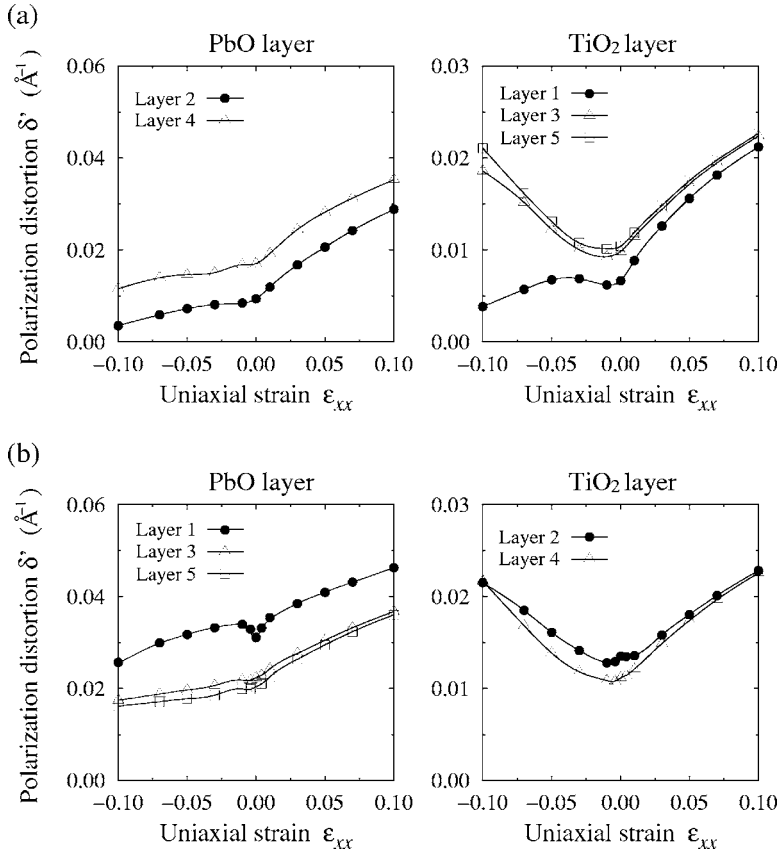 (a)
PbO layer
TiO₂ layer
Polarization distortion δ’ (Å⁻¹)
0.06
0.04
0.02
0.00
Layer 2
Layer 4
−0.10 −0.05 0.00 0.05 0.10
Uniaxial strain ε_xx
0.03
0.02
0.01
0.00
Layer 1
Layer 3
Layer 5
−0.10 −0.05 0.00 0.05 0.10
Uniaxial strain ε_xx
(b)
PbO layer
TiO₂ layer
Polarization distortion δ’ (Å⁻¹)
0.06
0.04
0.02
0.00
Layer 1
Layer 3
Layer 5
−0.10 −0.05 0.00 0.05 0.10
Uniaxial strain ε_xx
0.03
0.02
0.01
0.00
Layer 2
Layer 4
−0.10 −0.05 0.00 0.05 0.10
Uniaxial strain ε_xx